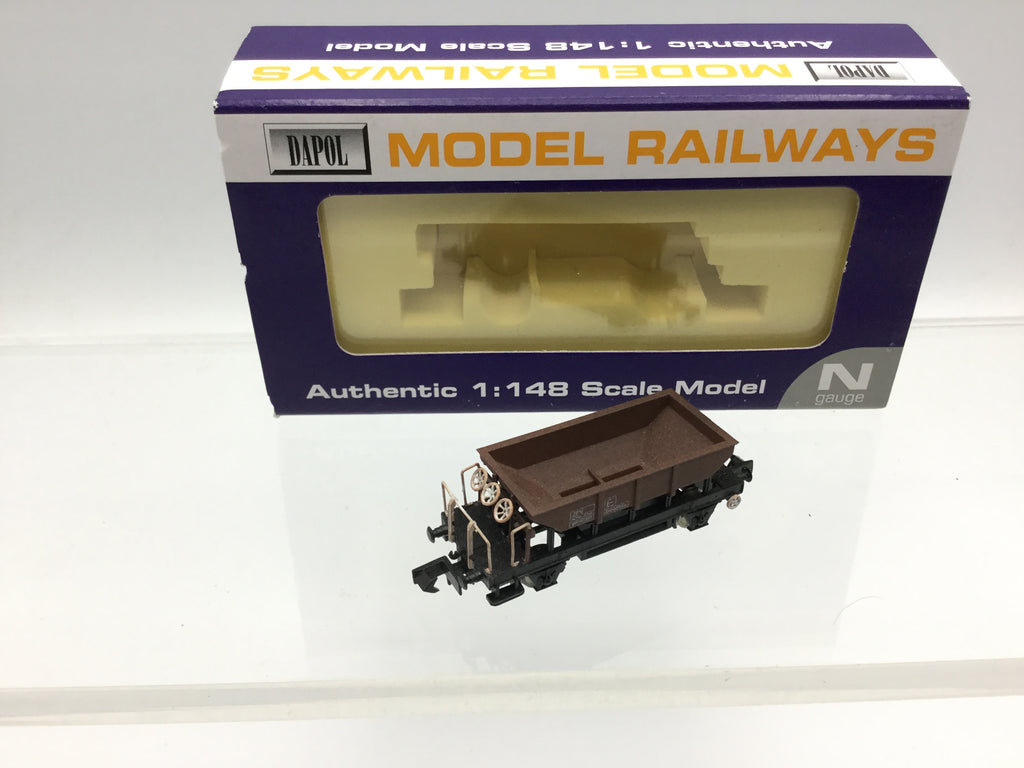 Authentic 1:148 Scale Model
MODEL RAILWAYS DAPOL
DAPOL MODEL RAILWAYS
Authentic 1:148 Scale Model
N
gauge